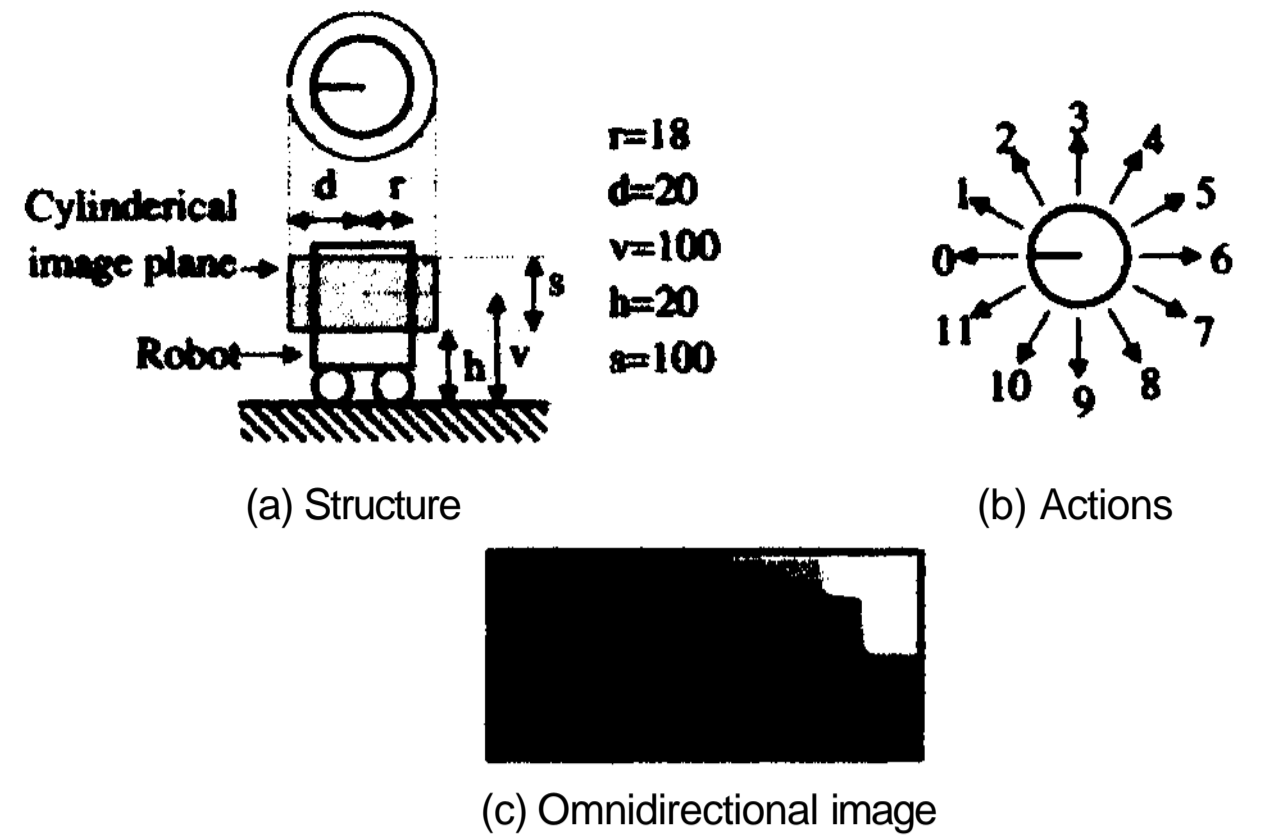 d r
Cylinderical
image plane
s
Robot
h v
r=18
d=20
v=100
h=20
s=100
(a) Structure
3
2 4
1 5
0 6
11 7
10 8
9
(b) Actions
(c) Omnidirectional image